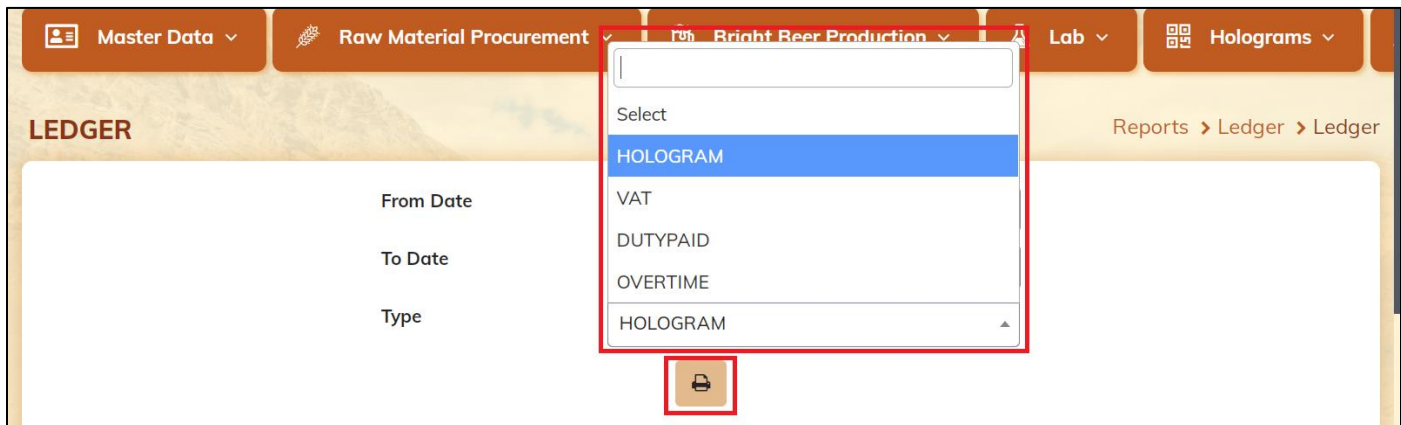 Master Data
Raw Material Procurement
Bright Beer Production
Lab
Holograms
LEDGER
Reports > Ledger > Ledger
Select
HOLOGRAM
VAT
DUTYPAID
OVERTIME
From Date
To Date
Type
HOLOGRAM